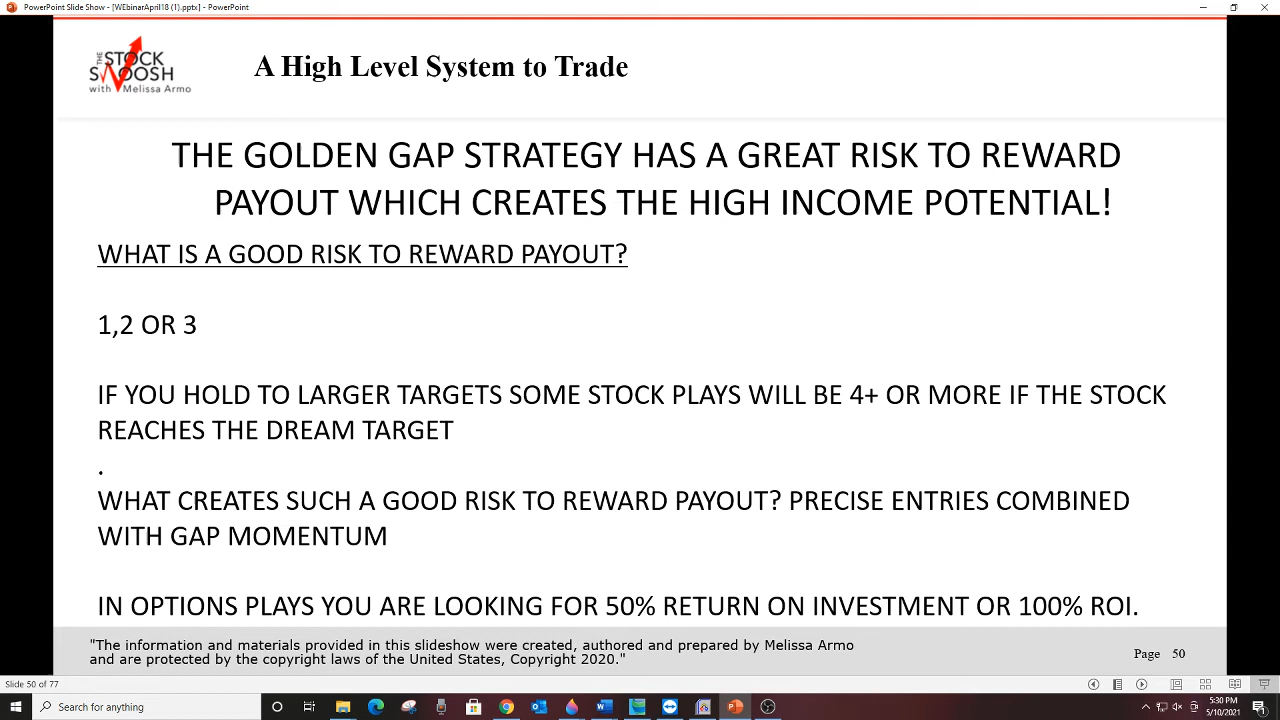 PowerPoint Slide Show - [WEbinarApril18 (1).pptx] - PowerPoint
THE
STOCK
SWOOSH
with Melissa Armo
A High Level System to Trade
THE GOLDEN GAP STRATEGY HAS A GREAT RISK TO REWARD
PAYOUT WHICH CREATES THE HIGH INCOME POTENTIAL!
WHAT IS A GOOD RISK TO REWARD PAYOUT?
1,2 OR 3
IF YOU HOLD TO LARGER TARGETS SOME STOCK PLAYS WILL BE 4+ OR MORE IF THE STOCK
REACHES THE DREAM TARGET
.
WHAT CREATES SUCH A GOOD RISK TO REWARD PAYOUT? PRECISE ENTRIES COMBINED
WITH GAP MOMENTUM
IN OPTIONS PLAYS YOU ARE LOOKING FOR 50% RETURN ON INVESTMENT OR 100% ROI.
"The information and materials provided in this slideshow were created, authored and prepared by Melissa Armo
and are protected by the copyright laws of the United States, Copyright 2020."
Page 50
Slide 50 of 77
Search for anything
5:30 PM
5/10/2021